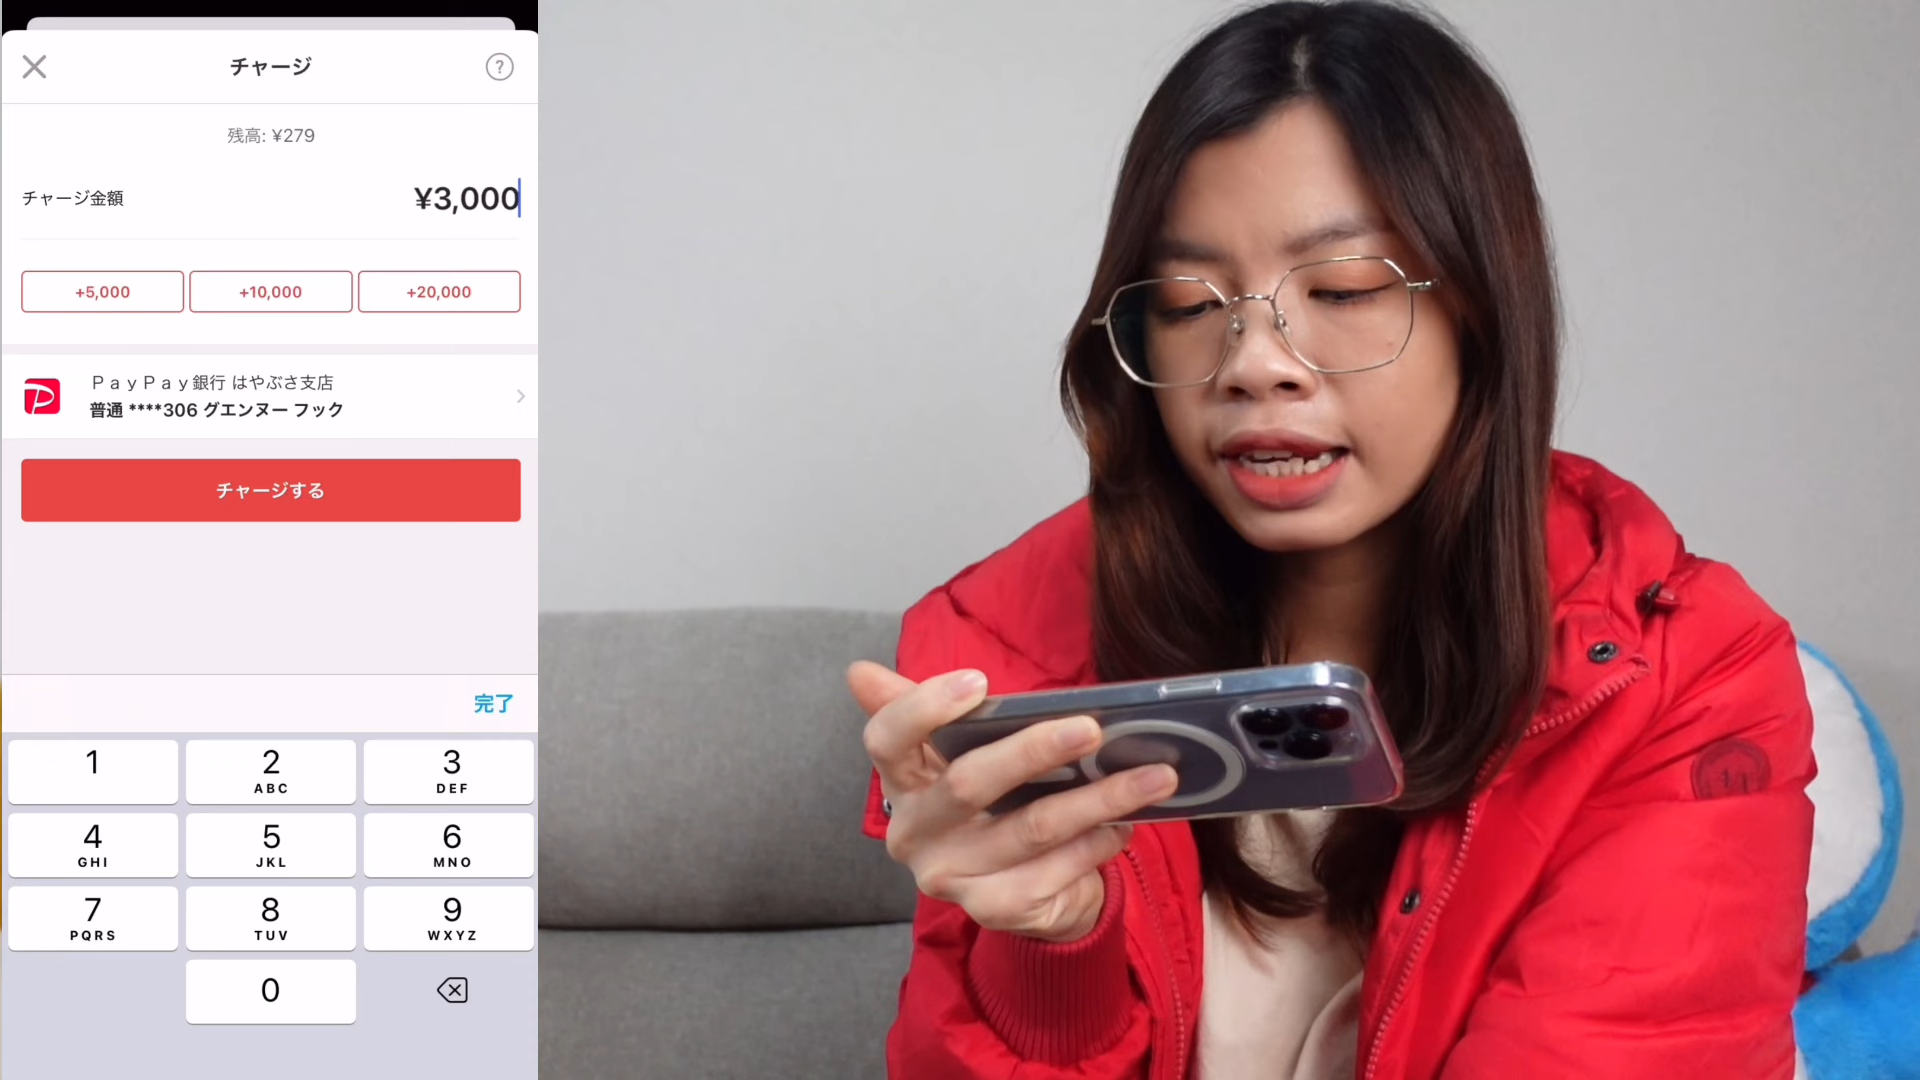 チャージ
?
残高: ¥279
チャージ金額
¥3,000
+5,000
+10,000
+20,000
PayPay銀行 はやぶさ支店
普通 ****306 グエンヌー フック
チャージする
完了
1
2
ABC
3
DEF
4
GHI
5
JKL
6
MNO
7
PQRS
8
TUV
9
WXYZ
0